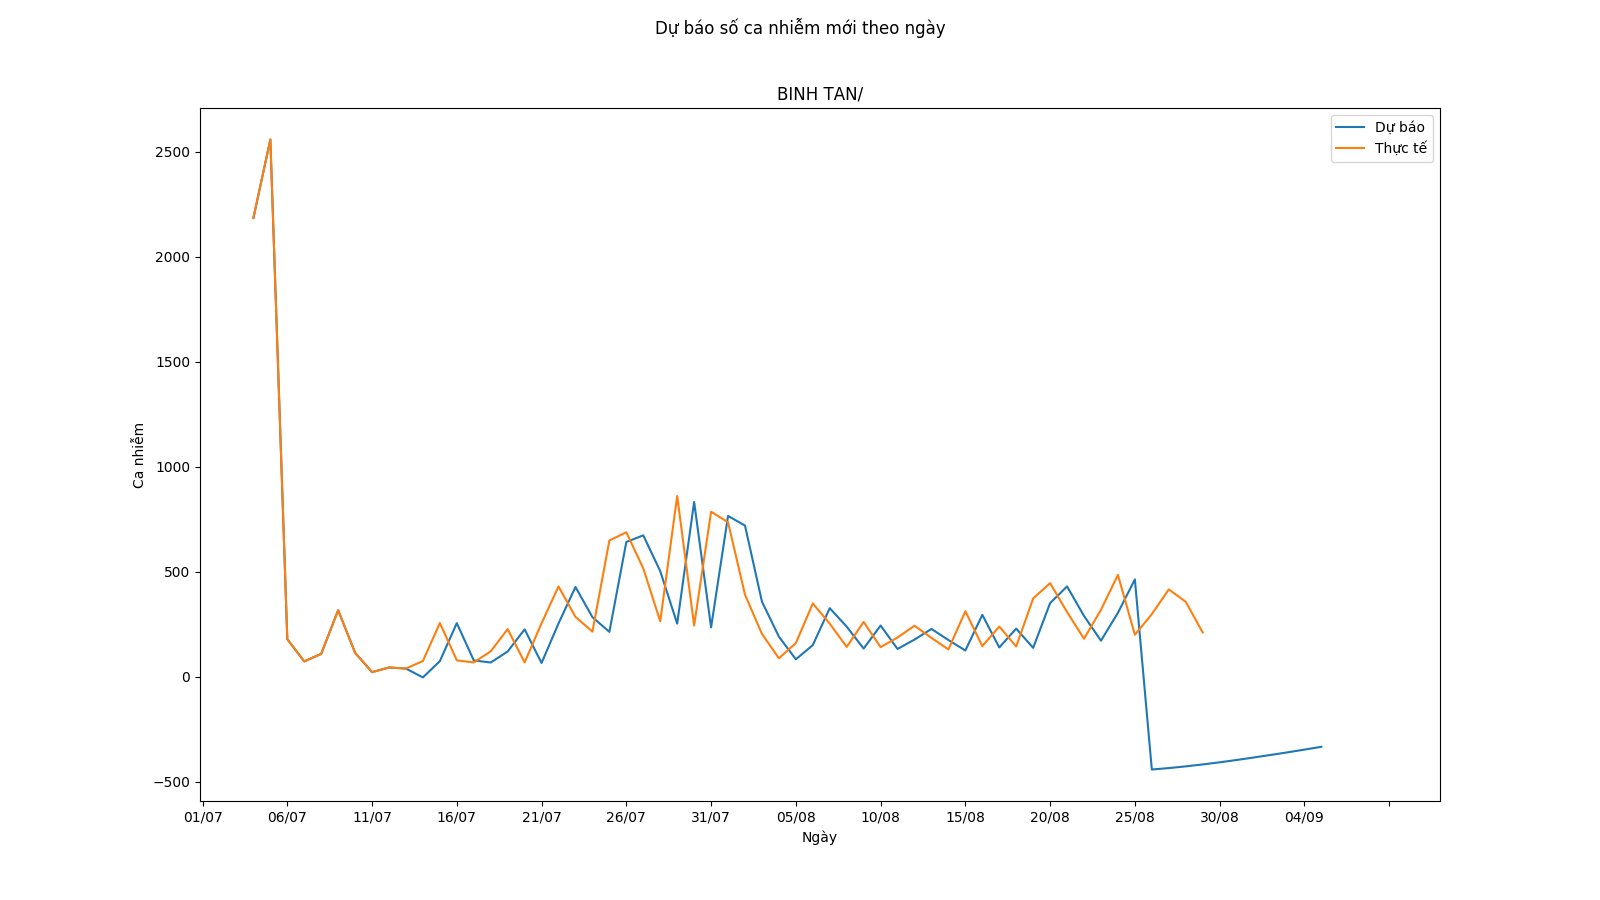 Dự báo số ca nhiễm mới theo ngày
BINH TAN/
Dự báo
Thực tế
2500
2000
1500
1000
500
0
−500
Ca nhiễm
01/07 06/07 11/07 16/07 21/07 26/07 31/07 05/08 10/08 15/08 20/08 25/08 30/08 04/09
Ngày